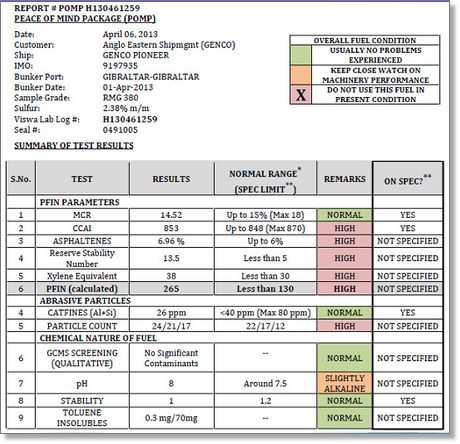 REPORT # POMP H130461259
PEACE OF MIND PACKAGE (POMP)
Date: April 06, 2013
Customer: Anglo Eastern Shipmgmt (GENCO)
Ship: GENCO PIONEER
IMO: 9197935
Bunker Port: GIBRALTAR-GIBRALTAR
Bunker Date: 01-Apr-2013
Sample Grade: RMG 380
Sulfur: 2.38% m/m
Viswa Lab Log #: H130461259
Seal #: 0491005
OVERALL FUEL CONDITION
USUALLY NO PROBLEMS
EXPERIENCED
KEEP CLOSE WATCH ON
MACHINERY PERFORMANCE
X DO NOT USE THIS FUEL IN
PRESENT CONDITION
SUMMARY OF TEST RESULTS
S.No. TEST RESULTS NORMAL RANGE* (SPEC LIMIT**) REMARKS ON SPEC?**
PFIN PARAMETERS
1 MCR 14.52 Up to 15% (Max 18) NORMAL YES
2 CCAI 853 Up to 848 (Max 870) HIGH YES
3 ASPHALTENES 6.96 % Up to 6% HIGH NOT SPECIFIED
4 Reserve Stability Number 13.5 Less than 5 HIGH NOT SPECIFIED
5 Xylene Equivalent 38 Less than 30 HIGH NOT SPECIFIED
6 PFIN (calculated) 265 Less than 130 HIGH NOT SPECIFIED
ABRASIVE PARTICLES
4 CATFINES (Al+Si) 26 ppm <40 ppm (Max 80 ppm) NORMAL YES
5 PARTICLE COUNT 24/21/17 22/17/12 HIGH NOT SPECIFIED
CHEMICAL NATURE OF FUEL
6 GCMS SCREENING (QUALITATIVE) No Significant Contaminants -- NORMAL NOT SPECIFIED
7 pH 8 Around 7.5 SLIGHTLY ALKALINE NOT SPECIFIED
8 STABILITY 1 1,2 NORMAL YES
9 TOLUENE INSOLUBLES 0.3 mg/70mg -- NORMAL NOT SPECIFIED